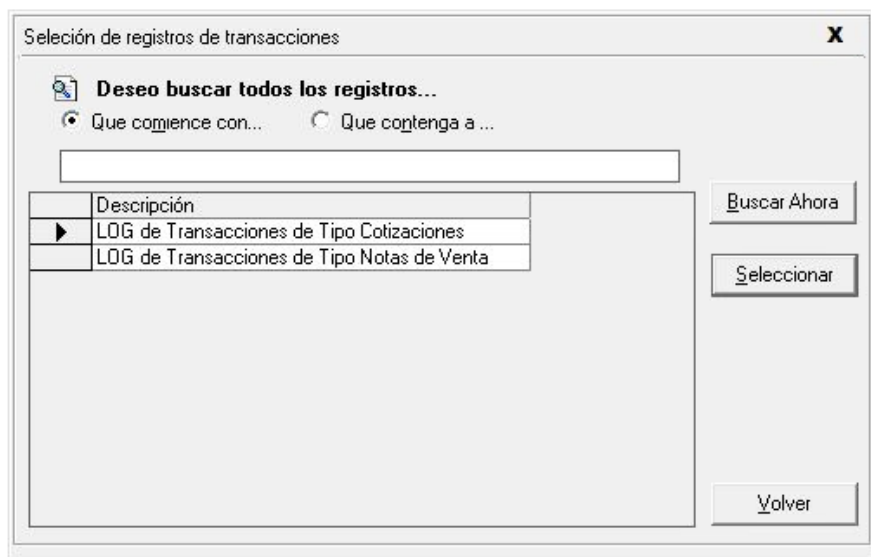 Seleción de registros de transacciones X
Deseo buscar todos los registros...
Que comience con... Que contenga a ...
Descripción
LOG de Transacciones de Tipo Cotizaciones
LOG de Transacciones de Tipo Notas de Venta
Buscar Ahora
Seleccionar
Volver